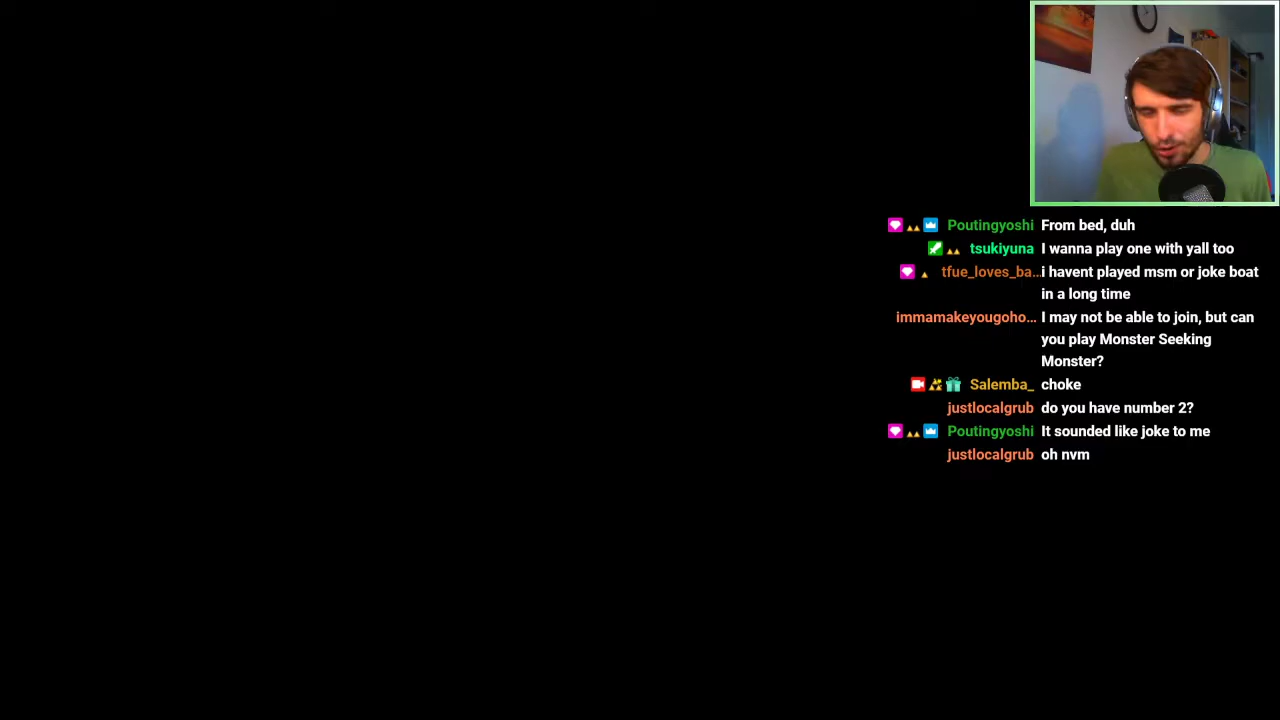 Poutingyoshi From bed, duh
tsukiyuna I wanna play one with yall too
tfue_loves_ba... i havent played msm or joke boat
in a long time
immamakeyougoho... I may not be able to join, but can
you play Monster Seeking
Monster?
Salemba_ choke
justlocalgrub do you have number 2?
Poutingyoshi It sounded like joke to me
justlocalgrub oh nvm